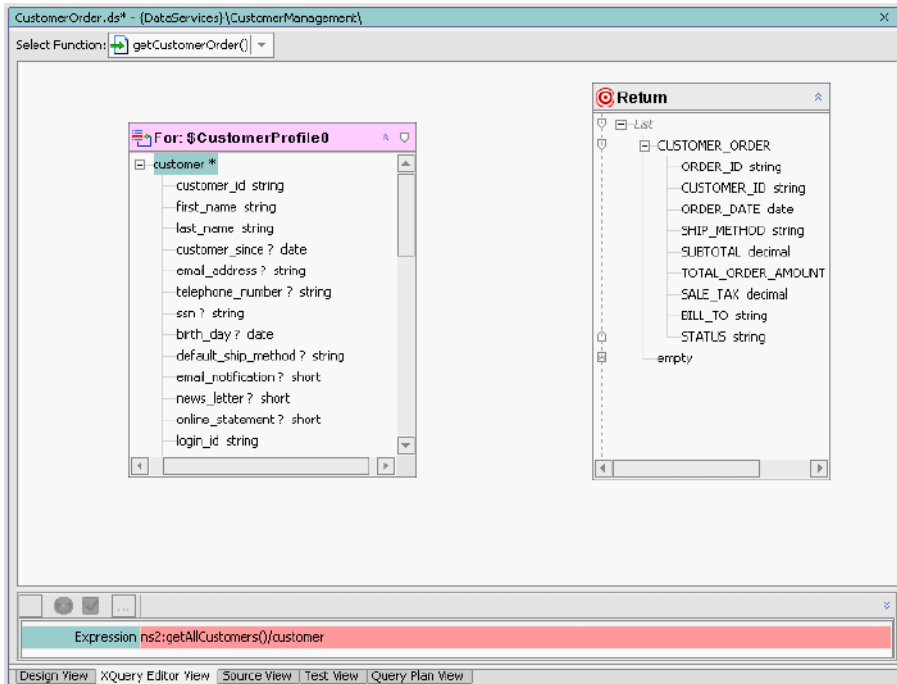 CustomerOrder.ds* - {DataServices}\CustomerManagement\
Select Function: getCustomerOrder()
For: $CustomerProfile0
customer *
customer_id string
first_name string
last_name string
customer_since ? date
email_address ? string
telephone_number ? string
ssn ? string
birth_day ? date
default_ship_method ? string
email_notification ? short
news_letter ? short
online_statement ? short
login_id string
Return
List
CUSTOMER_ORDER
ORDER_ID string
CUSTOMER_ID string
ORDER_DATE date
SHIP_METHOD string
SUBTOTAL decimal
TOTAL_ORDER_AMOUNT
SALE_TAX decimal
BILL_TO string
STATUS string
empty
...
Expression ns2:getAllCustomers()/customer
Design View XQuery Editor View Source View Test View Query Plan View